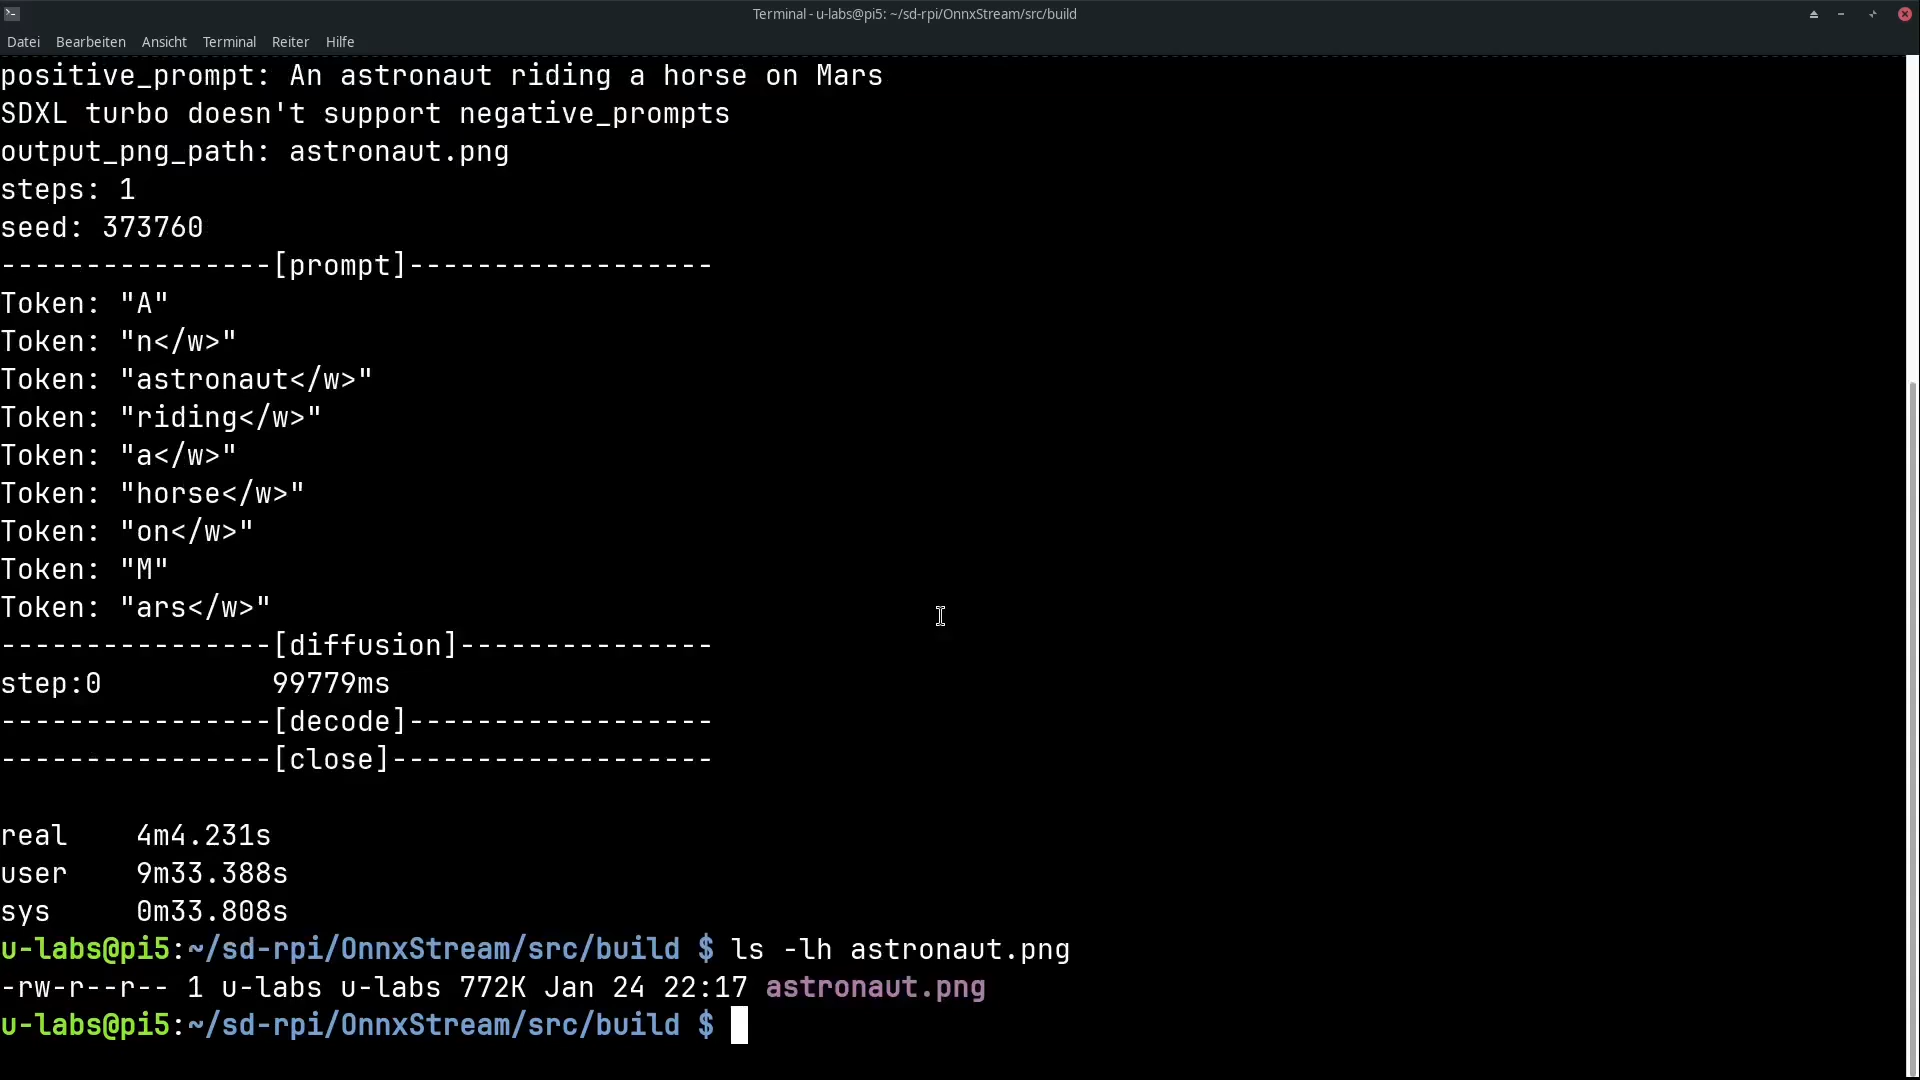 Terminal - u-labs@pi5: ~/sd-rpi/OnnxStream/src/build
Datei Bearbeiten Ansicht Terminal Reiter Hilfe
positive_prompt: An astronaut riding a horse on Mars
SDXL turbo doesn't support negative_prompts
output_png_path: astronaut.png
steps: 1
seed: 373760
----------------[prompt]------------------
Token: "A"
Token: "n</w>"
Token: "astronaut</w>"
Token: "riding</w>"
Token: "a</w>"
Token: "horse</w>"
Token: "on</w>"
Token: "M"
Token: "ars</w>"
----------------[diffusion]---------------
step:0          99779ms
----------------[decode]------------------
----------------[close]-------------------
real    4m4.231s
user    9m33.388s
sys     0m33.808s
u-labs@pi5:~/sd-rpi/OnnxStream/src/build $ ls -lh astronaut.png
-rw-r--r-- 1 u-labs u-labs 772K Jan 24 22:17 astronaut.png
u-labs@pi5:~/sd-rpi/OnnxStream/src/build $